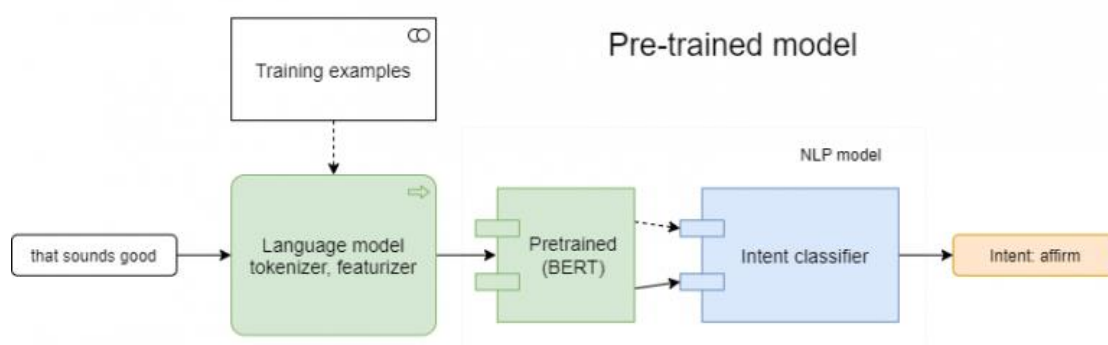 Pre-trained model
Training examples
NLP model
that sounds good
Language model
tokenizer, featurizer
Pretrained
(BERT)
Intent classifier
Intent: affirm